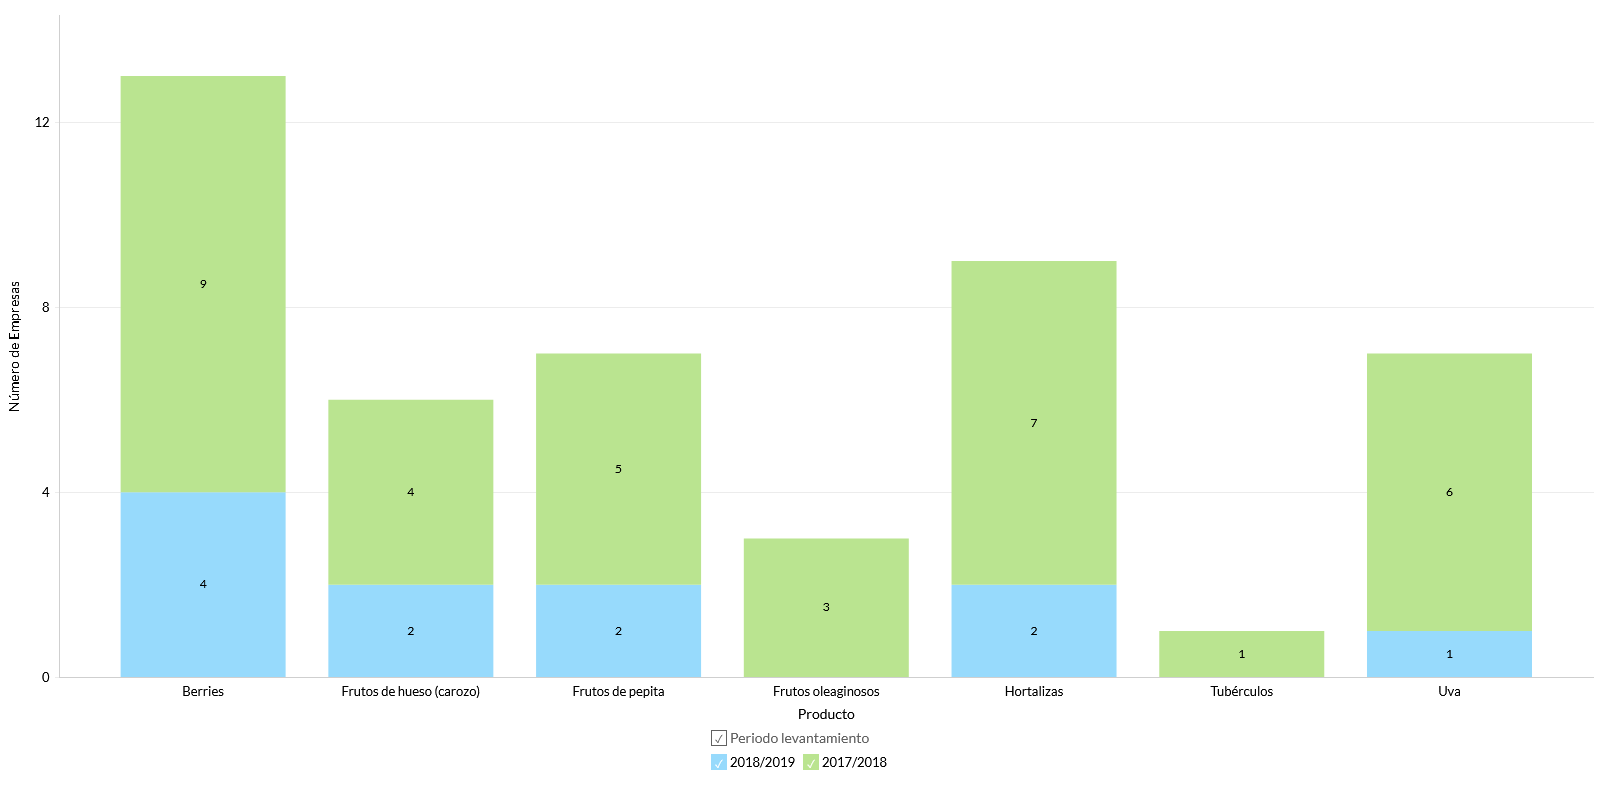 Número de Empresas
12
8
4
0
9
4
4
2
5
2
3
7
2
1
6
1
Berries
Frutos de hueso (carozo)
Frutos de pepita
Frutos oleaginosos
Hortalizas
Tubérculos
Uva
Producto
Periodo levantamiento
2018/2019
2017/2018